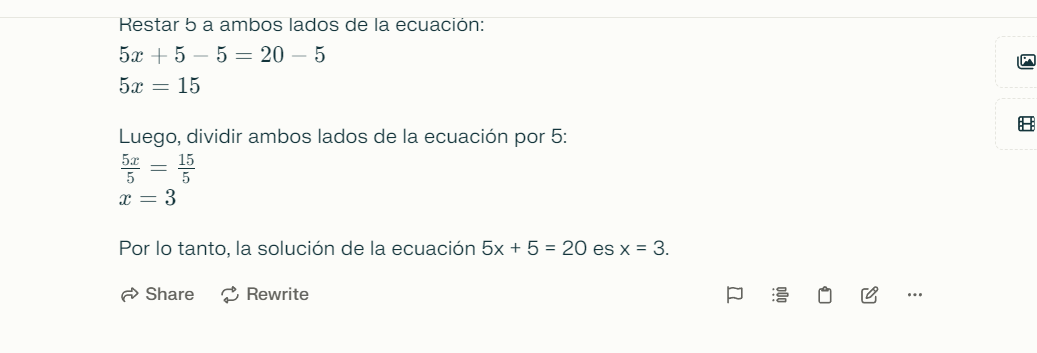 Restar 5 a ambos lados de la ecuación:
5x + 5 − 5 = 20 − 5
5x = 15
Luego, dividir ambos lados de la ecuación por 5:
5x/5 = 15/5
x = 3
Por lo tanto, la solución de la ecuación 5x + 5 = 20 es x = 3.
Share Rewrite